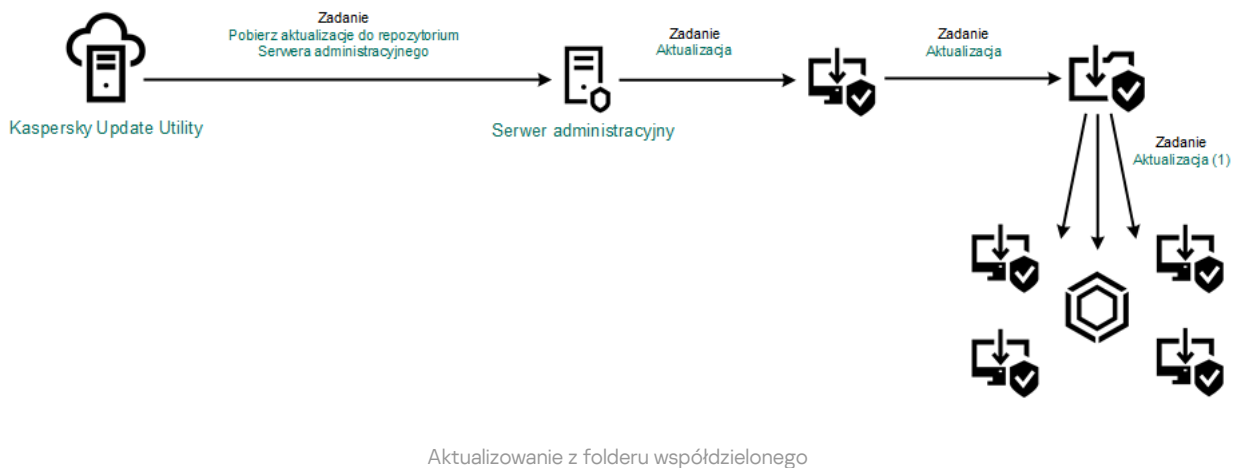 Zadanie
Pobierz aktualizacje do repozytorium
Serwera administracyjnego
Zadanie
Aktualizacja
Zadanie
Aktualizacja
Kaspersky Update Utility
Serwer administracyjny
Zadanie
Aktualizacja (1)
Aktualizowanie z folderu współdzielonego